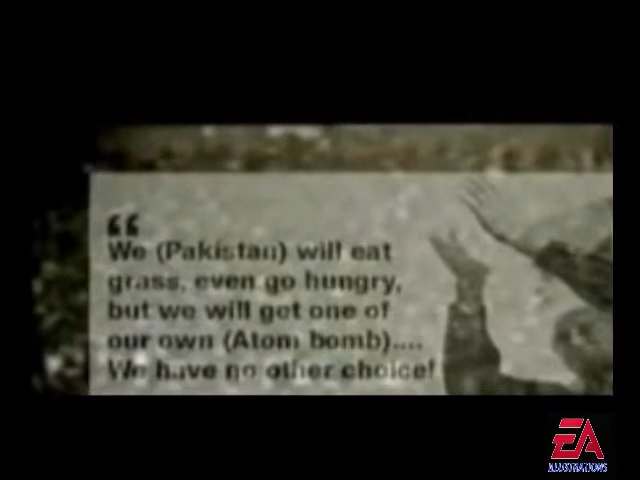 “
We (Pakistan) will eat
grass, even go hungry,
but we will get one of
our own (Atom bomb)....
We have no other choice!
EA
ILLUSTRATIONS